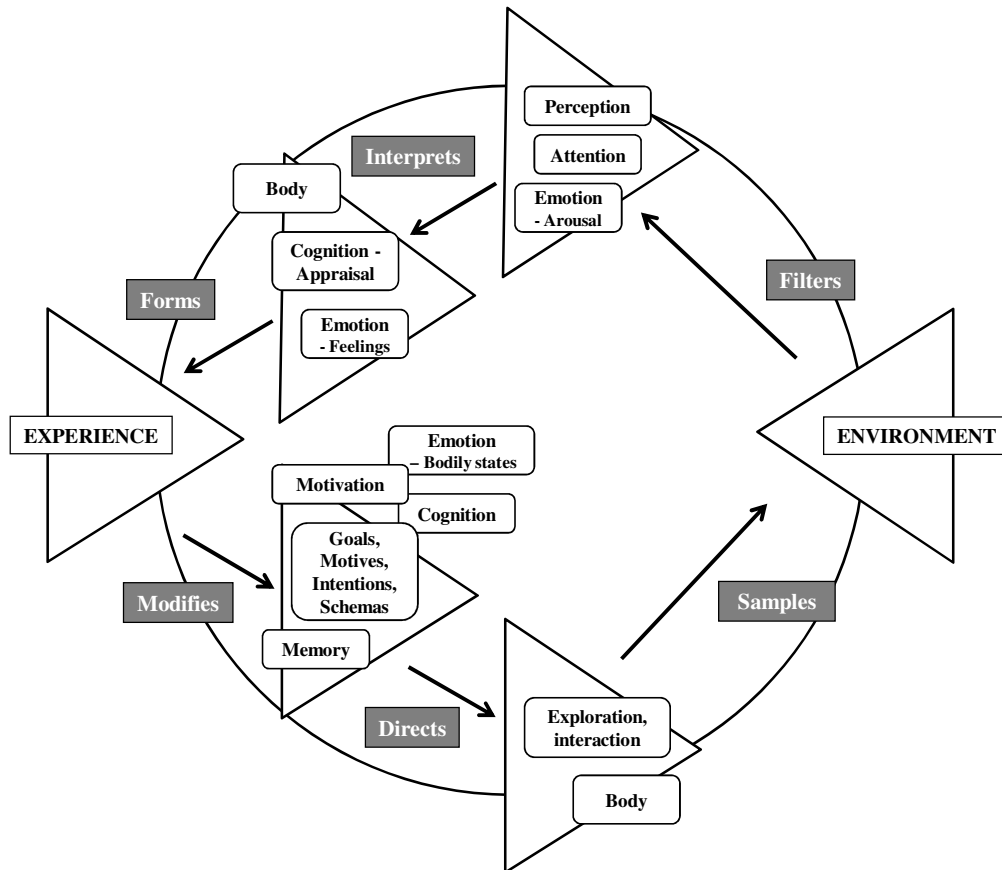 Perception
Attention
Emotion
- Arousal
Interprets
Body
Cognition -
Appraisal
Emotion
- Feelings
Forms
Filters
EXPERIENCE
ENVIRONMENT
Emotion
– Bodily states
Motivation
Cognition
Goals,
Motives,
Intentions,
Schemas
Memory
Modifies
Samples
Directs
Exploration,
interaction
Body